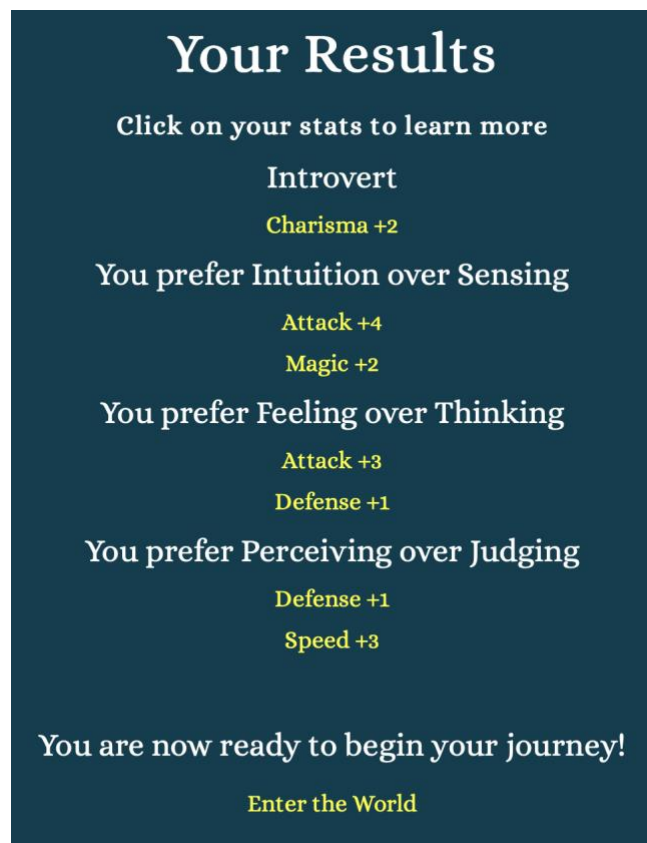 Your Results
Click on your stats to learn more
Introvert
Charisma +2
You prefer Intuition over Sensing
Attack +4
Magic +2
You prefer Feeling over Thinking
Attack +3
Defense +1
You prefer Perceiving over Judging
Defense +1
Speed +3
You are now ready to begin your journey!
Enter the World